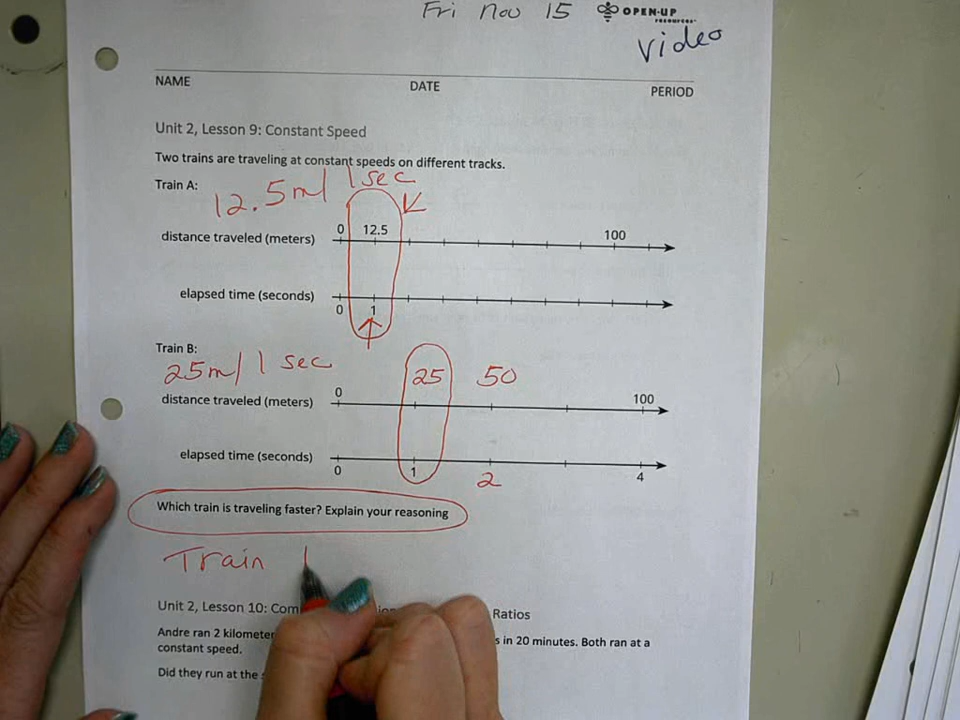 Fri Nov 15 OPEN-UP
resources
video
NAME DATE PERIOD
Unit 2, Lesson 9: Constant Speed
Two trains are traveling at constant speeds on different tracks.
Train A:
12.5m/ 1 sec
0 12.5 100
distance traveled (meters)
elapsed time (seconds)
0 1
Train B:
25m/ 1 sec
25 50
0 100
distance traveled (meters)
elapsed time (seconds)
0 1 2 4
Which train is traveling faster? Explain your reasoning
Train
Unit 2, Lesson 10: Ratios
Andre ran 2 in 20 minutes. Both ran at a
constant speed.
Did they run at the